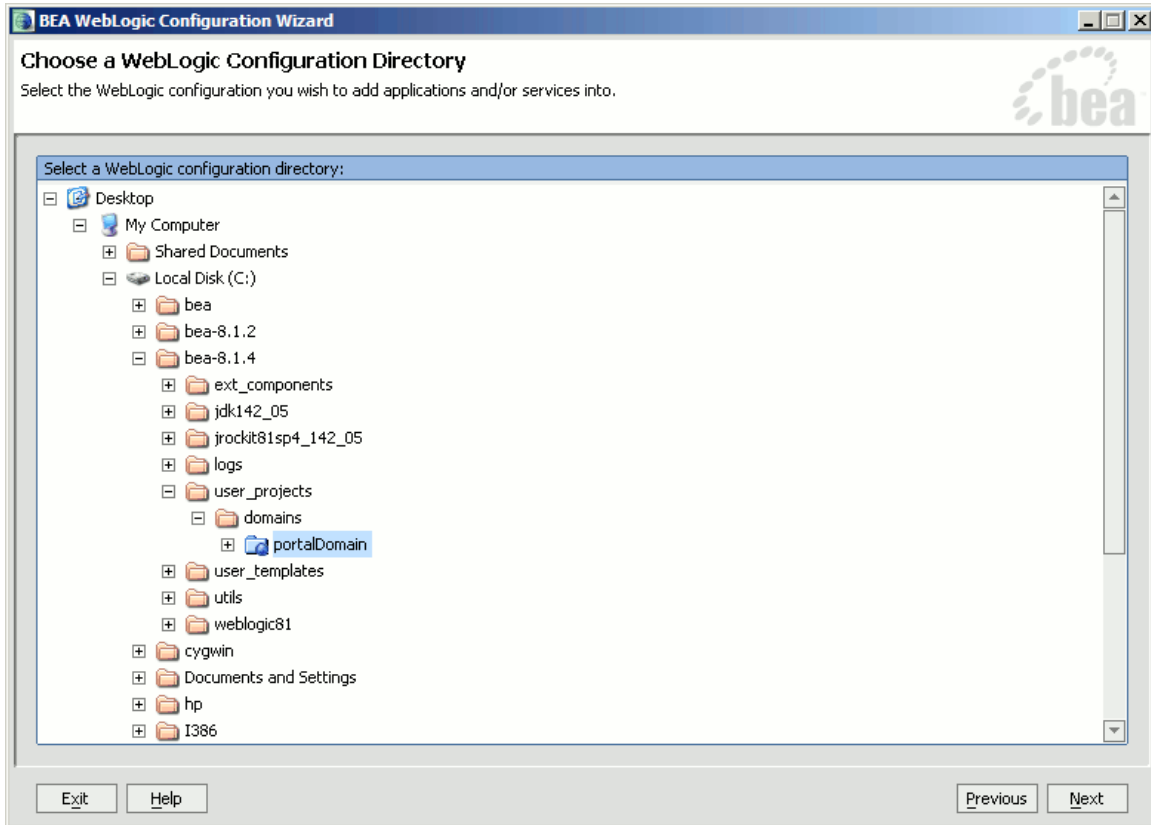 BEA WebLogic Configuration Wizard
Choose a WebLogic Configuration Directory
Select the WebLogic configuration you wish to add applications and/or services into.
bea
Select a WebLogic configuration directory:
Desktop
My Computer
Shared Documents
Local Disk (C:)
bea
bea-8.1.2
bea-8.1.4
ext_components
jdk142_05
jrockit81sp4_142_05
logs
user_projects
domains
portalDomain
user_templates
utils
weblogic81
cygwin
Documents and Settings
hp
I386
Exit Help Previous Next